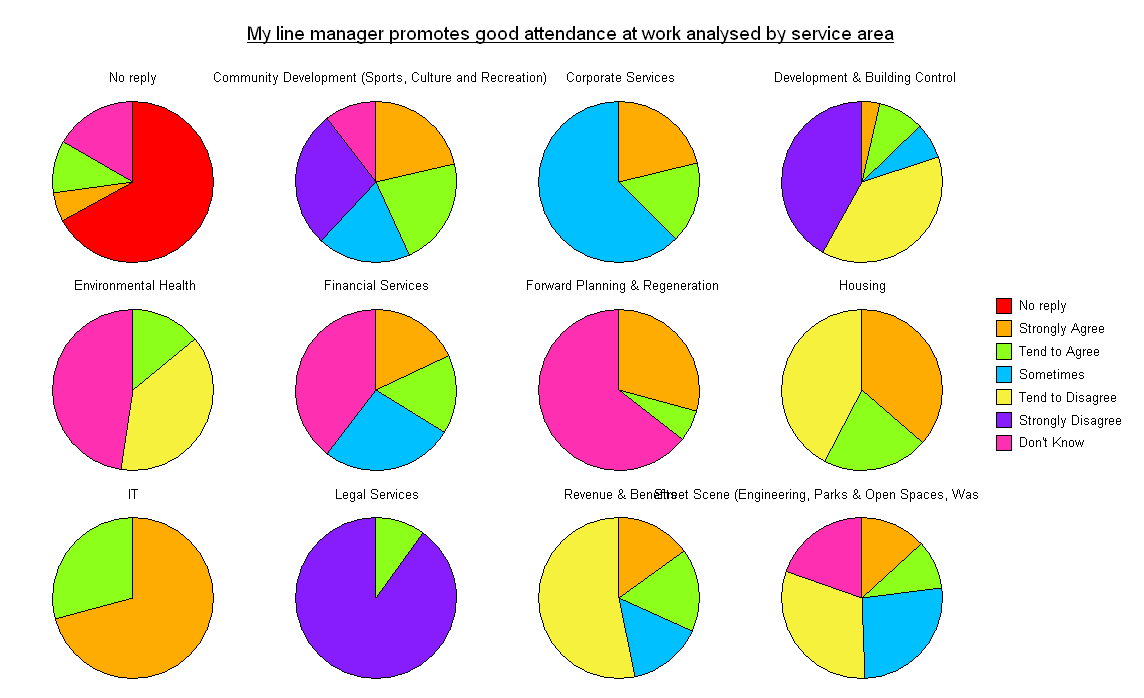 My line manager promotes good attendance at work analysed by service area
No reply
Community Development (Sports, Culture and Recreation)
Corporate Services
Development & Building Control
Environmental Health
Financial Services
Forward Planning & Regeneration
Housing
No reply
Strongly Agree
Tend to Agree
Sometimes
Tend to Disagree
Strongly Disagree
Don't Know
IT
Legal Services
Revenue & Benefits
Street Scene (Engineering, Parks & Open Spaces, Was